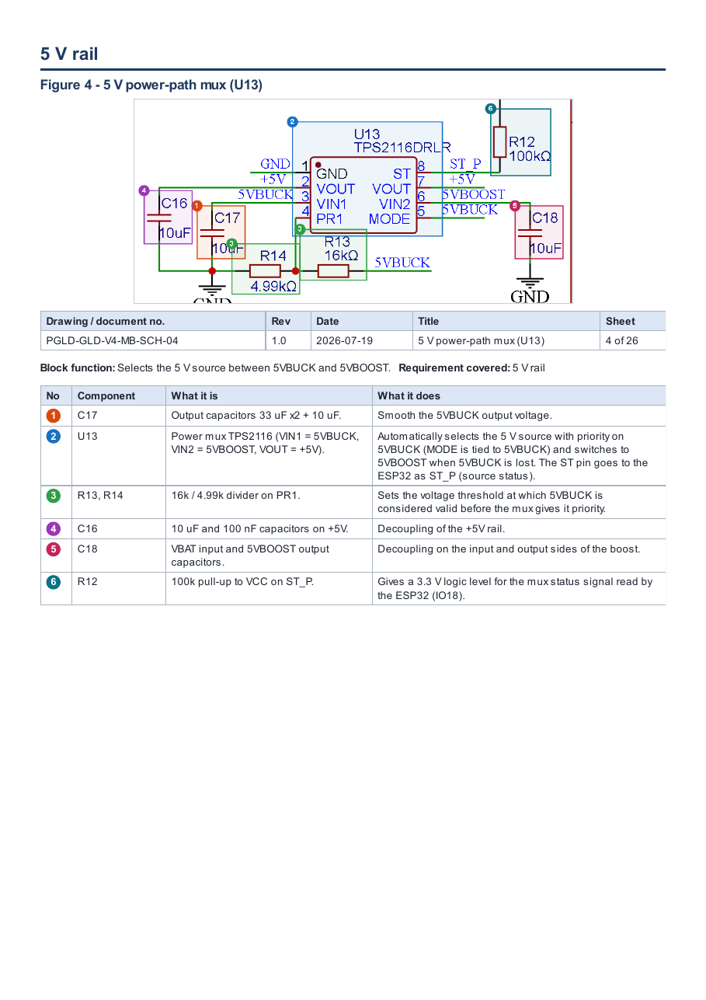 5 V rail
Figure 4 - 5 V power-path mux (U13)
6
2
U13
TPS2116DRLR
R12
100kΩ
GND 1 GND ST 8 ST_P
+5V 2 VOUT VOUT 7 +5V
5VBUCK 3 VIN1 VIN2 6 5VBOOST
4 PR1 MODE 5 5VBUCK
4
C16
10uF
1
C17
10uF
5
C18
10uF
GND
3
R13
16kΩ
3
R14
4.99kΩ
5VBUCK
GND
Drawing / document no. Rev Date Title Sheet
PGLD-GLD-V4-MB-SCH-04 1.0 2026-07-19 5 V power-path mux (U13) 4 of 26
Block function: Selects the 5 V source between 5VBUCK and 5VBOOST. Requirement covered: 5 V rail
No Component What it is What it does
1 C17 Output capacitors 33 uF x2 + 10 uF. Smooth the 5VBUCK output voltage.
2 U13 Power mux TPS2116 (VIN1 = 5VBUCK, Automatically selects the 5 V source with priority on
VIN2 = 5VBOOST, VOUT = +5V). 5VBUCK (MODE is tied to 5VBUCK) and switches to
5VBOOST when 5VBUCK is lost. The ST pin goes to the
ESP32 as ST_P (source status).
3 R13, R14 16k / 4.99k divider on PR1. Sets the voltage threshold at which 5VBUCK is
considered valid before the mux gives it priority.
4 C16 10 uF and 100 nF capacitors on +5V. Decoupling of the +5V rail.
5 C18 VBAT input and 5VBOOST output Decoupling on the input and output sides of the boost.
capacitors.
6 R12 100k pull-up to VCC on ST_P. Gives a 3.3 V logic level for the mux status signal read by
the ESP32 (IO18).